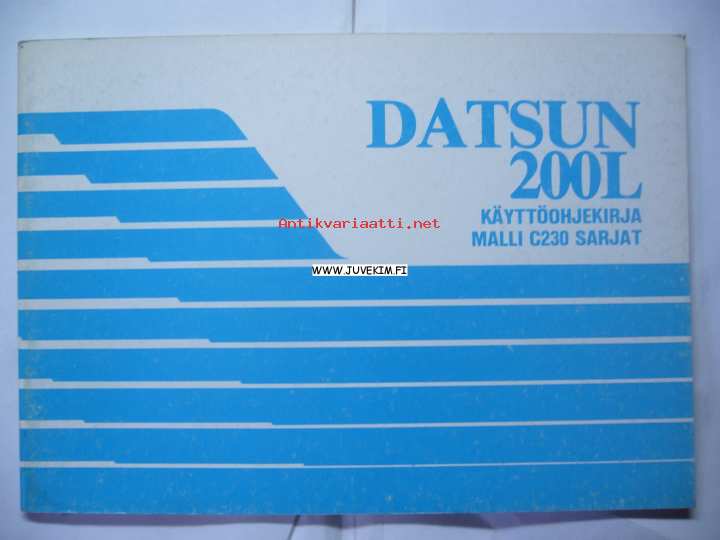 DATSUN
200L
KÄYTTÖOHJEKIRJA
MALLI C230 SARJAT
Antikvariaatti.net
WWW.JUVEKIM.FI